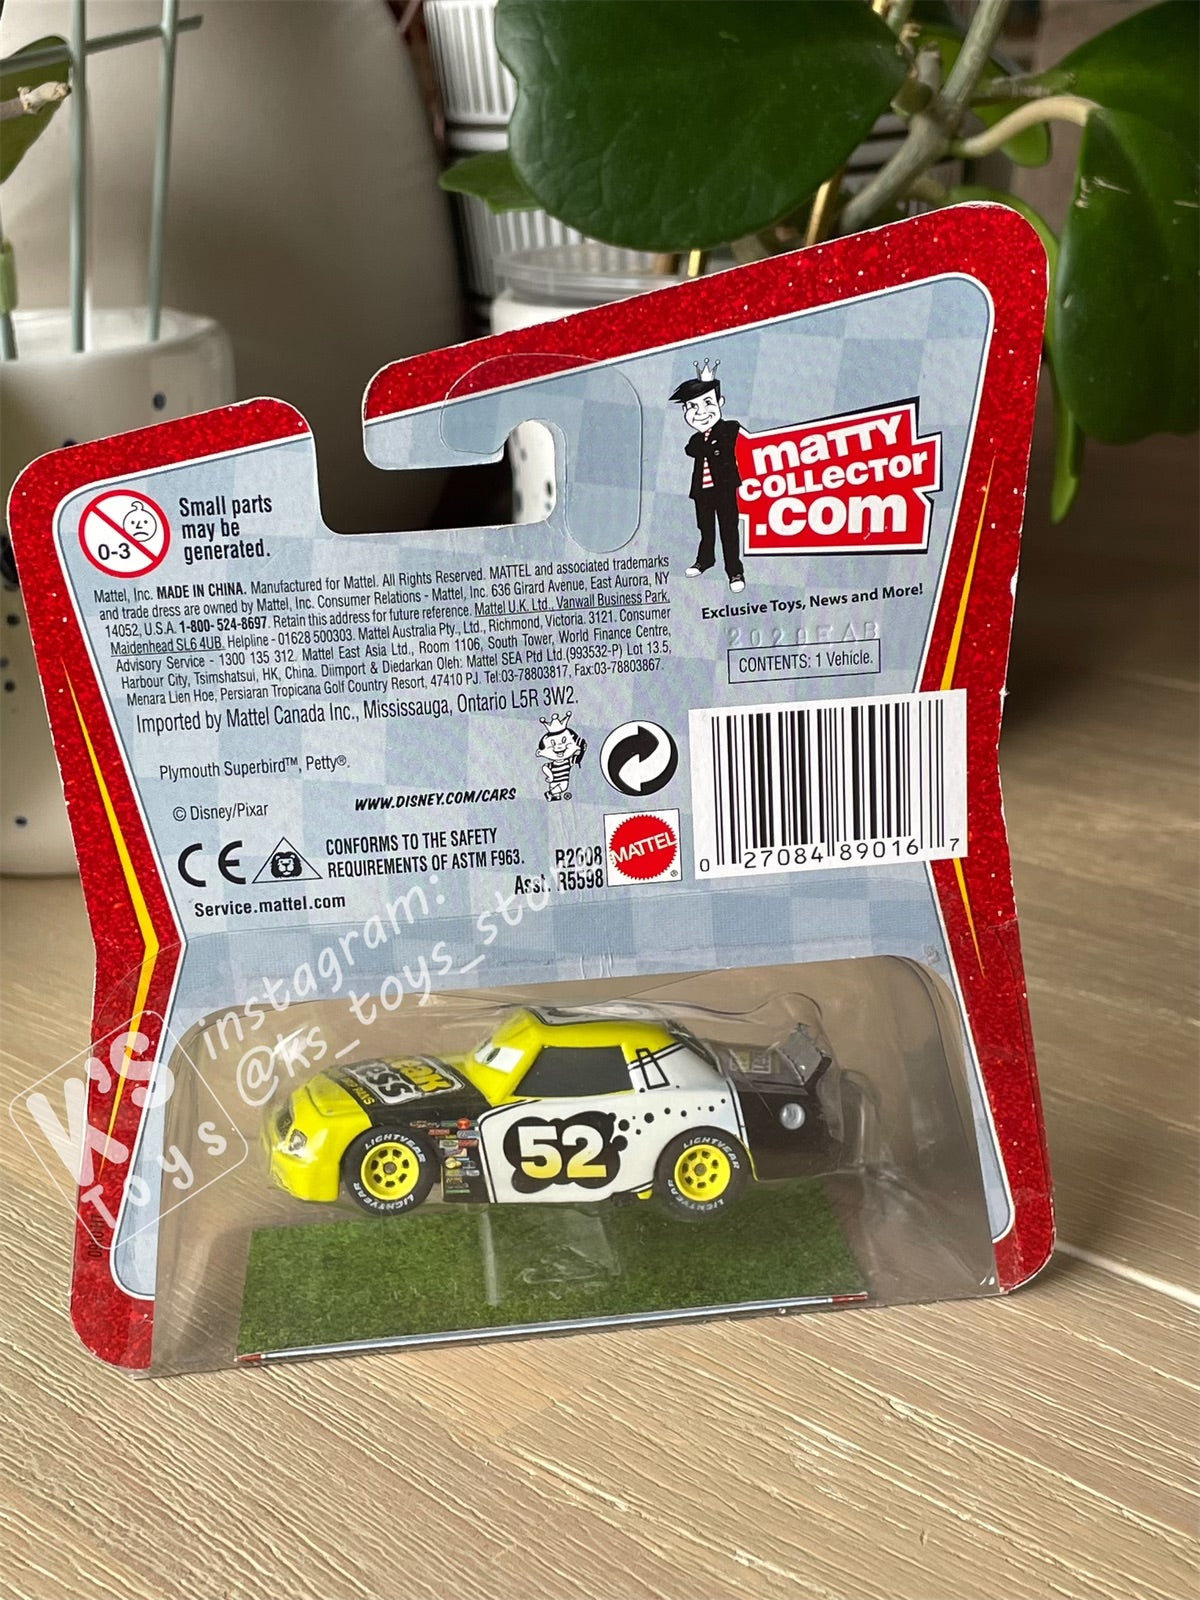 matty
collector
.com
Exclusive Toys, News and More!
2020EAB
CONTENTS: 1 Vehicle.
0-3
Small parts
may be
generated.
Mattel, Inc. MADE IN CHINA. Manufactured for Mattel. All Rights Reserved. MATTEL and associated trademarks
and trade dress are owned by Mattel, Inc. Consumer Relations - Mattel, Inc. 636 Girard Avenue, East Aurora, NY
14052, U.S.A. 1-800-524-8697. Retain this address for future reference. Mattel U.K. Ltd., Vanwall Business Park,
Maidenhead SL6 4UB. Helpline - 01628 500303. Mattel Australia Pty., Ltd., Richmond, Victoria. 3121. Consumer
Advisory Service - 1300 135 312. Mattel East Asia Ltd., Room 1106, South Tower, World Finance Centre,
Harbour City, Tsimshatsui, HK, China. Diimport & Diedarkan Oleh: Mattel SEA Ptd Ltd.(993532-P) Lot 13.5,
Menara Lien Hoe, Persiaran Tropicana Golf Country Resort, 47410 PJ. Tel:03-78803817, Fax:03-78803867.
Imported by Mattel Canada Inc., Mississauga, Ontario L5R 3W2.
Plymouth Superbird™, Petty®.
© Disney/Pixar
WWW.DISNEY.COM/CARS
CE
CONFORMS TO THE SAFETY
REQUIREMENTS OF ASTM F963.
Service.mattel.com
R2608
Asst. R5598
MATTEL
0 27084 89016 7
instagram:
@ks_toys_store
K's
Toys
52
LIGHTYEAR
LIGHTYEAR
LIGHTYEAR
LIGHTYEAR